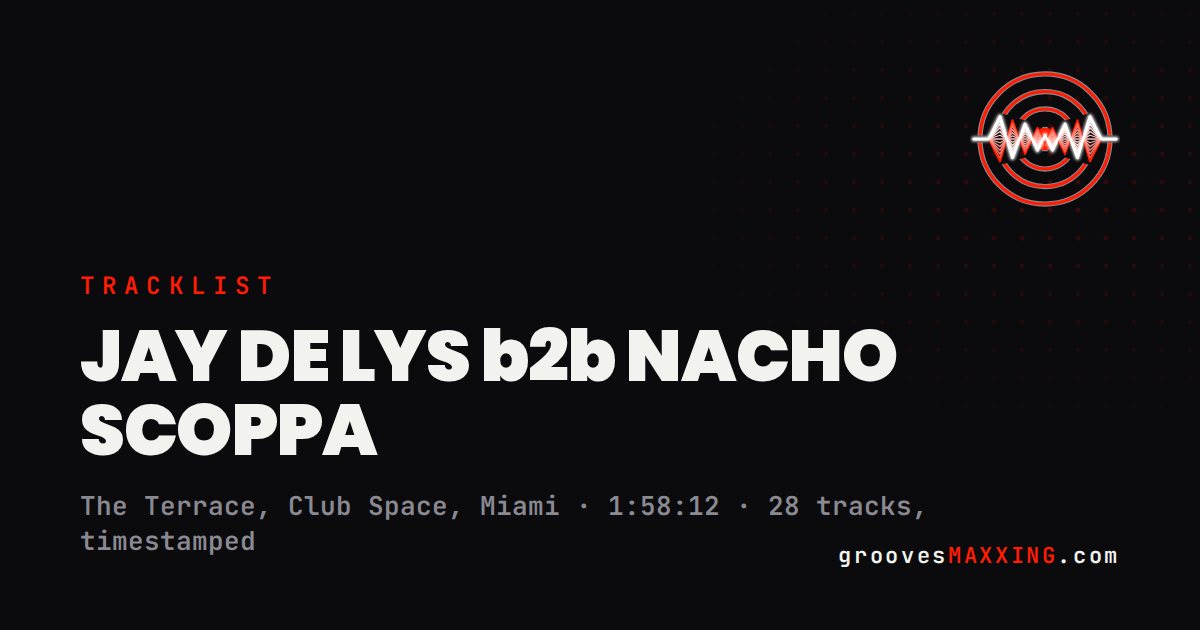 TRACKLIST
JAY DE LYS b2b NACHO
SCOPPA
The Terrace, Club Space, Miami · 1:58:12 · 28 tracks,
timestamped
groovesMAXXING.com